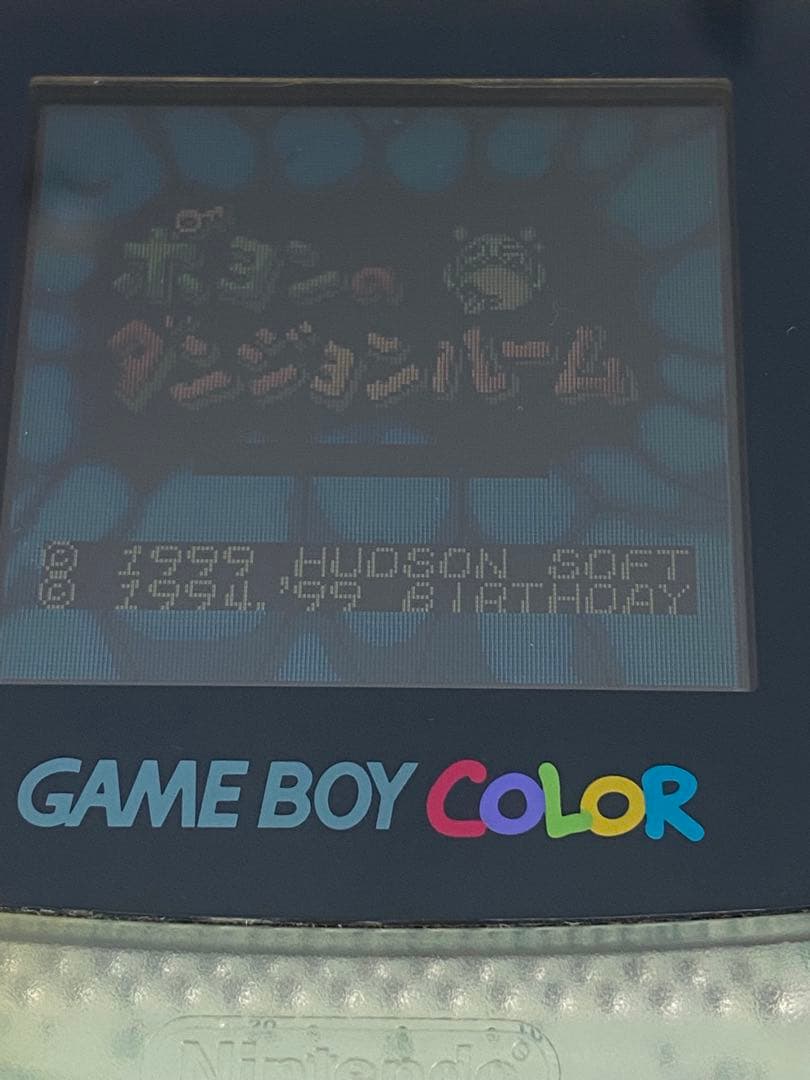 ポヨンの
ダンジョンルーム
© 1999 HUDSON SOFT
© 1994,'99 BIRTHDAY
GAME BOY COLOR
Nintendo